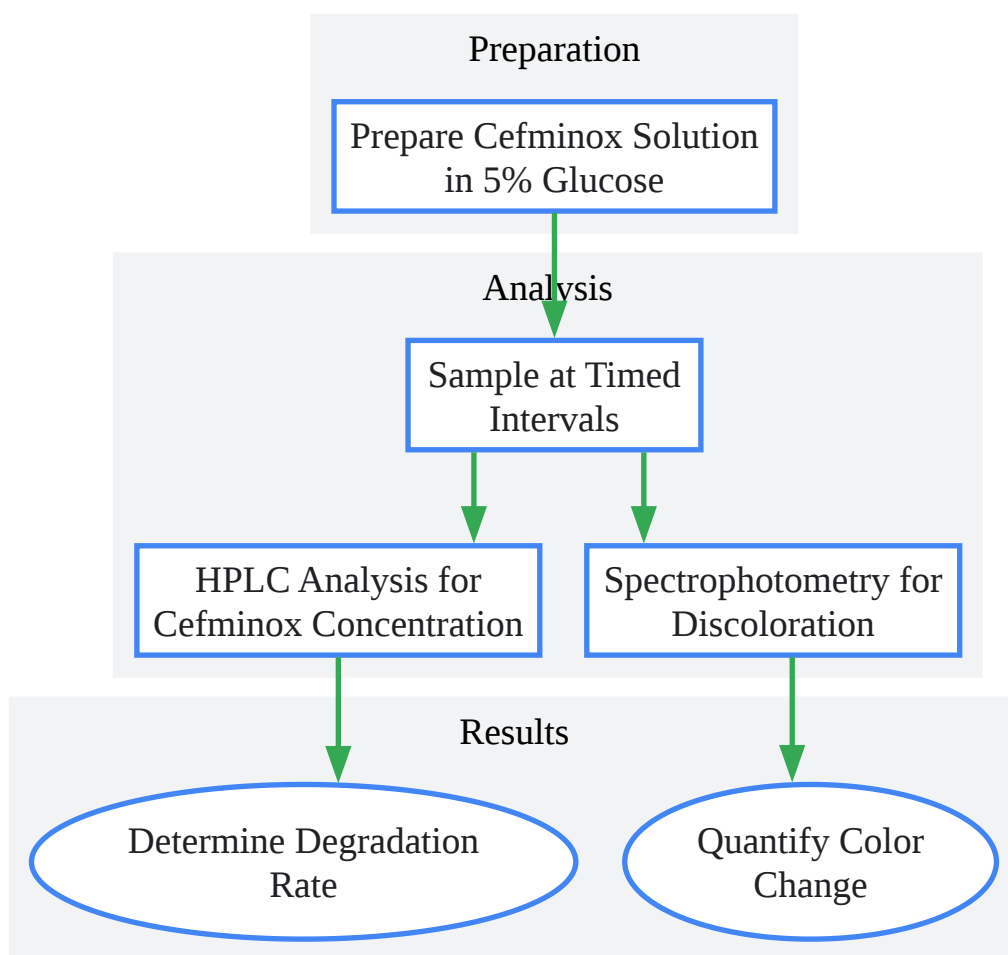 Preparation
Prepare Cefminox Solution
in 5% Glucose
Analysis
Sample at Timed
Intervals
HPLC Analysis for
Cefminox Concentration
Spectrophotometry for
Discoloration
Results
Determine Degradation
Rate
Quantify Color
Change